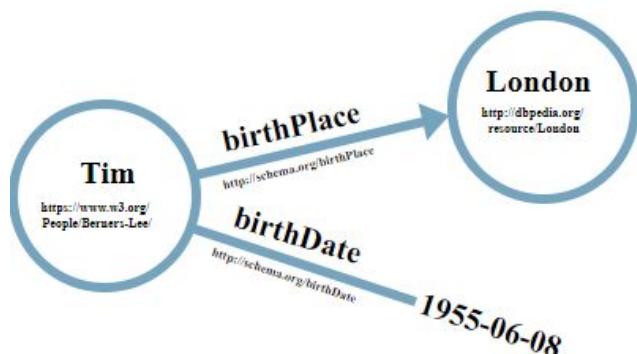 London
http://dbpedia.org/
resource/London
birthPlace
http://schema.org/birthPlace
Tim
https://www.w3.org/
People/Berners-Lee/
birthDate
http://schema.org/birthDate
1955-06-08